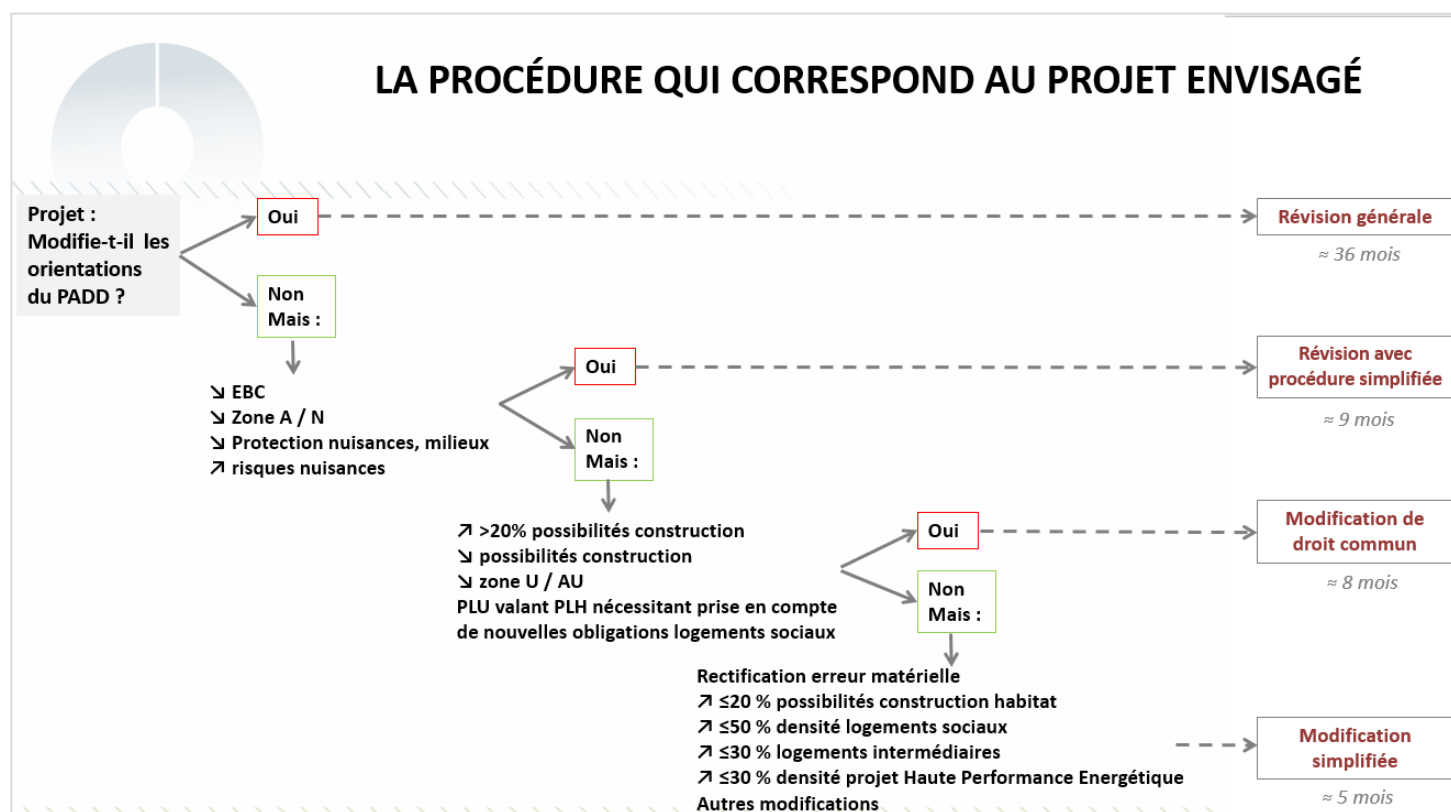 LA PROCÉDURE QUI CORRESPOND AU PROJET ENVISAGÉ
Projet :
Modifie-t-il les
orientations
du PADD ?
Oui
Révision générale
≈ 36 mois
Non
Mais :
↘ EBC
↘ Zone A / N
↘ Protection nuisances, milieux
↗ risques nuisances
Oui
Révision avec
procédure simplifiée
≈ 9 mois
Non
Mais :
↗ >20% possibilités construction
↘ possibilités construction
↘ zone U / AU
PLU valant PLH nécessitant prise en compte
de nouvelles obligations logements sociaux
Oui
Modification de
droit commun
≈ 8 mois
Non
Mais :
Rectification erreur matérielle
↗ ≤20 % possibilités construction habitat
↗ ≤50 % densité logements sociaux
↗ ≤30 % logements intermédiaires
↗ ≤30 % densité projet Haute Performance Energétique
Autres modifications
Modification
simplifiée
≈ 5 mois